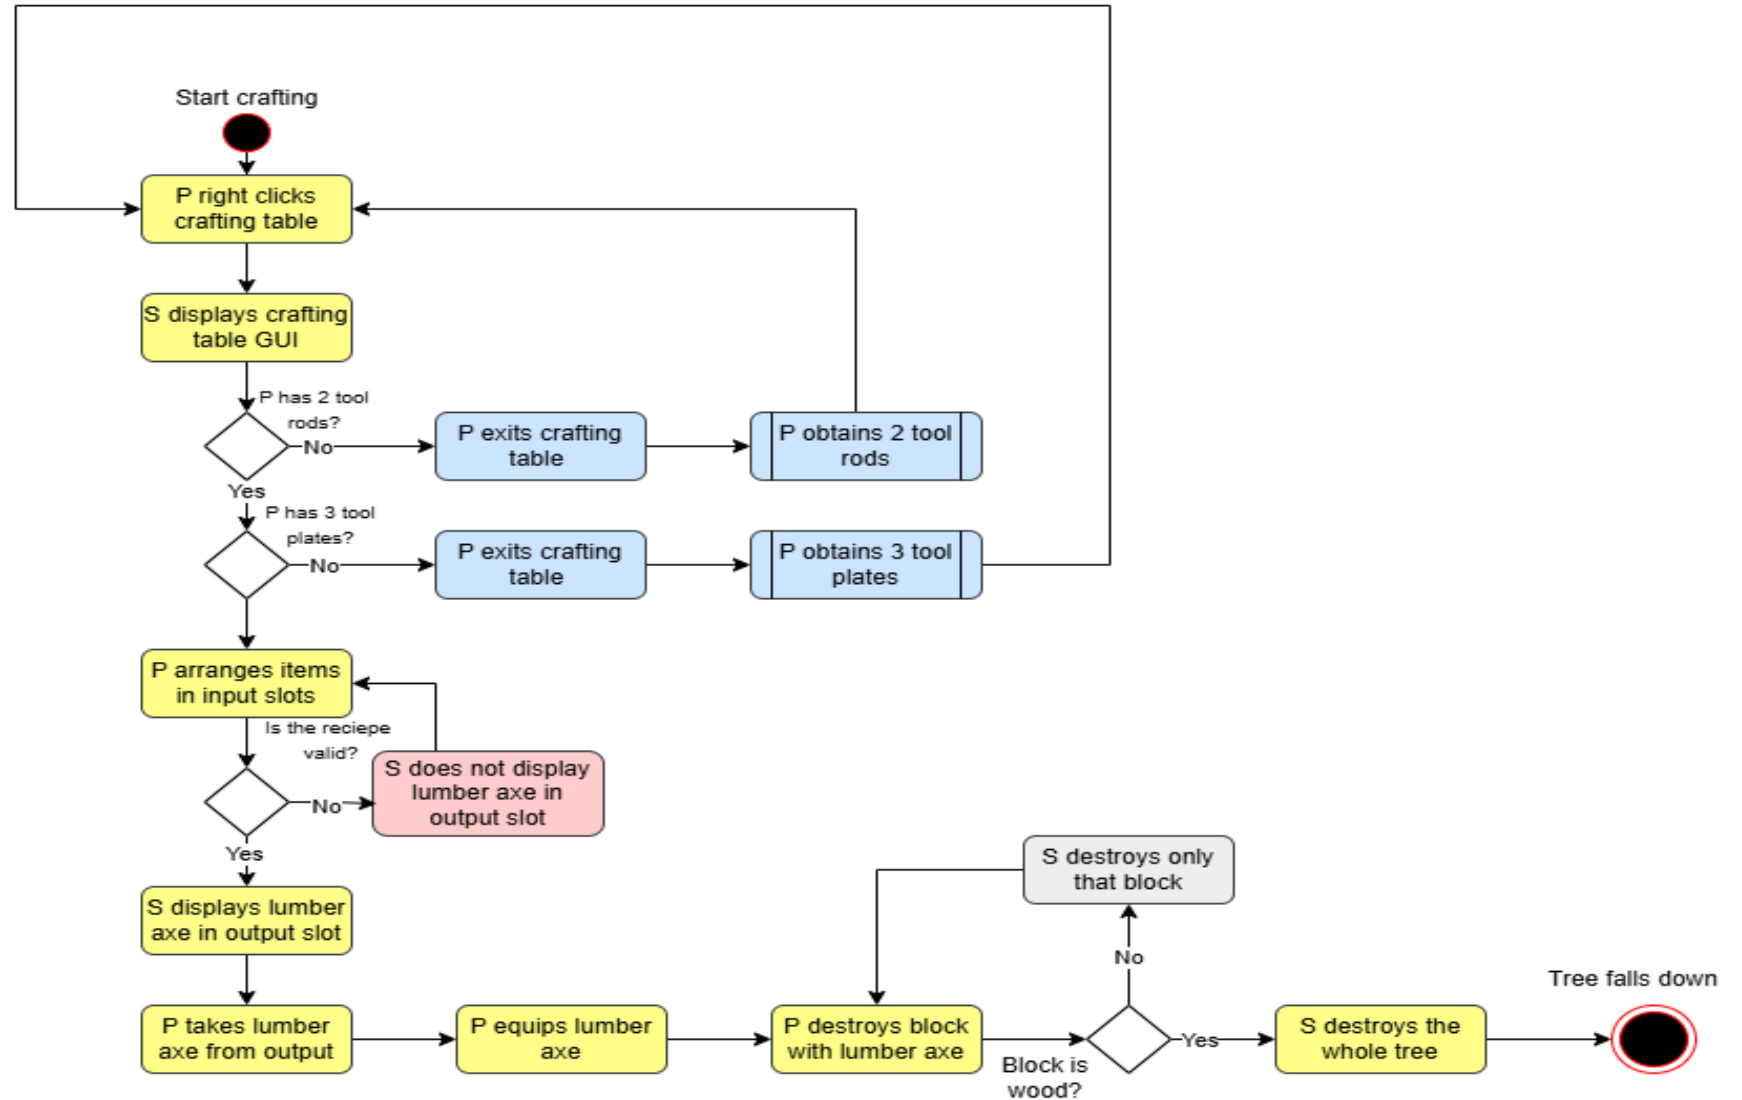 Start crafting
P right clicks
crafting table
S displays crafting
table GUI
P has 2 tool
rods?
No
P exits crafting
table
P obtains 2 tool
rods
Yes
P has 3 tool
plates?
No
P exits crafting
table
P obtains 3 tool
plates
P arranges items
in input slots
Is the reciepe
valid?
No
S does not display
lumber axe in
output slot
Yes
S displays lumber
axe in output slot
P takes lumber
axe from output
P equips lumber
axe
P destroys block
with lumber axe
Block is
wood?
No
S destroys only
that block
Yes
S destroys the
whole tree
Tree falls down